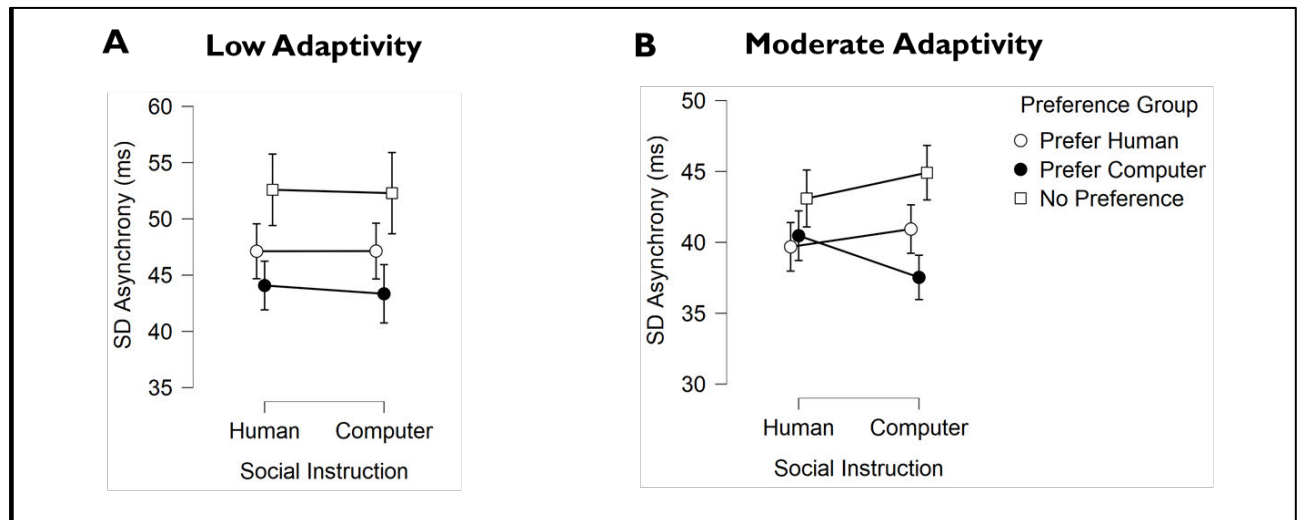 A Low Adaptivity
60
55
50
45
40
35
SD Asynchrony (ms)
Human Computer
Social Instruction
B Moderate Adaptivity
50
45
40
35
30
SD Asynchrony (ms)
Human Computer
Social Instruction
Preference Group
Prefer Human
Prefer Computer
No Preference